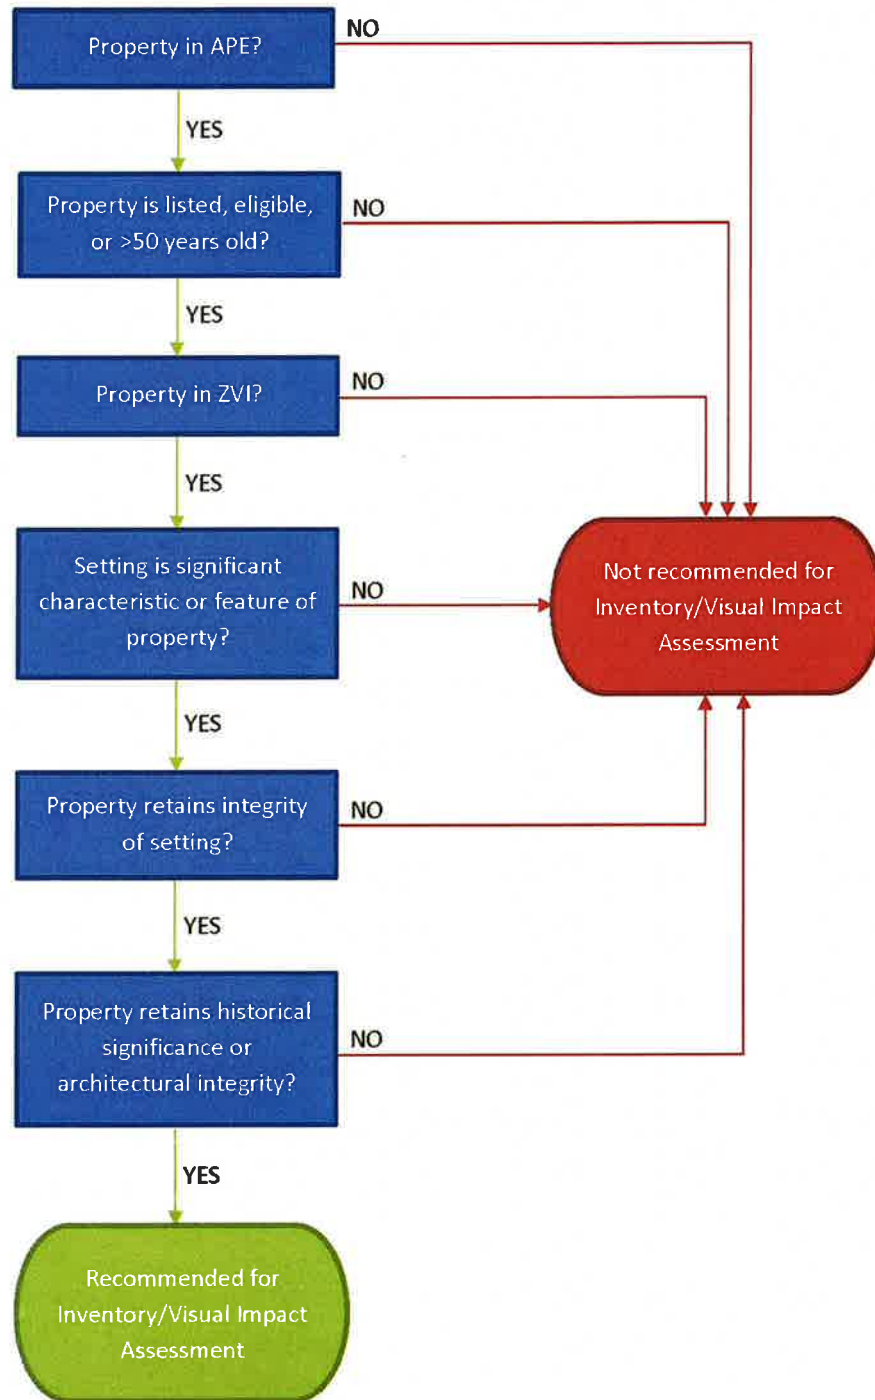 Property in APE?
NO
YES
Property is listed, eligible,
or >50 years old?
NO
YES
Property in ZVI?
NO
YES
Setting is significant
characteristic or feature of
property?
NO
Not recommended for
Inventory/Visual Impact
Assessment
YES
Property retains integrity
of setting?
NO
YES
Property retains historical
significance or
architectural integrity?
NO
YES
Recommended for
Inventory/Visual Impact
Assessment